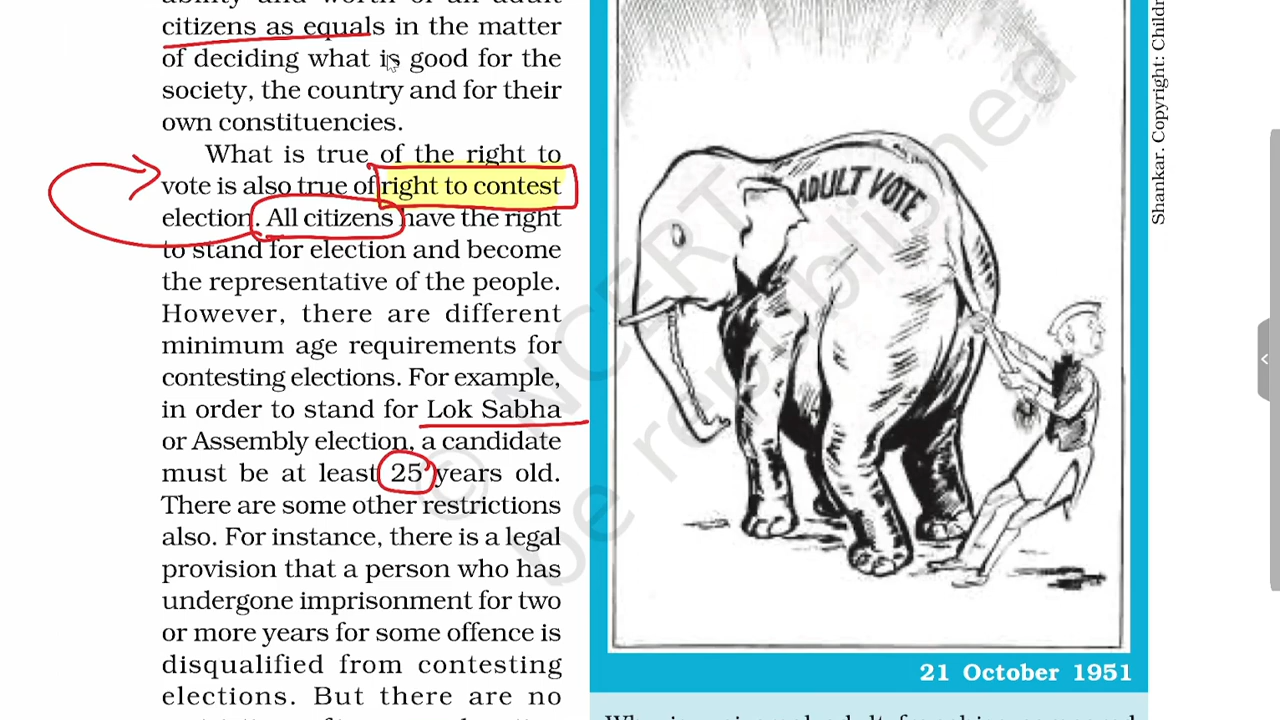 citizens as equals in the matter
of deciding what is good for the
society, the country and for their
own constituencies.
What is true of the right to
vote is also true of right to contest
election. All citizens have the right
to stand for election and become
the representative of the people.
However, there are different
minimum age requirements for
contesting elections. For example,
in order to stand for Lok Sabha
or Assembly election, a candidate
must be at least 25 years old.
There are some other restrictions
also. For instance, there is a legal
provision that a person who has
undergone imprisonment for two
or more years for some offence is
disqualified from contesting
elections. But there are no
ADULT VOTE
Shankar. Copyright: Childr
21 October 1951
© NCERT
be republished